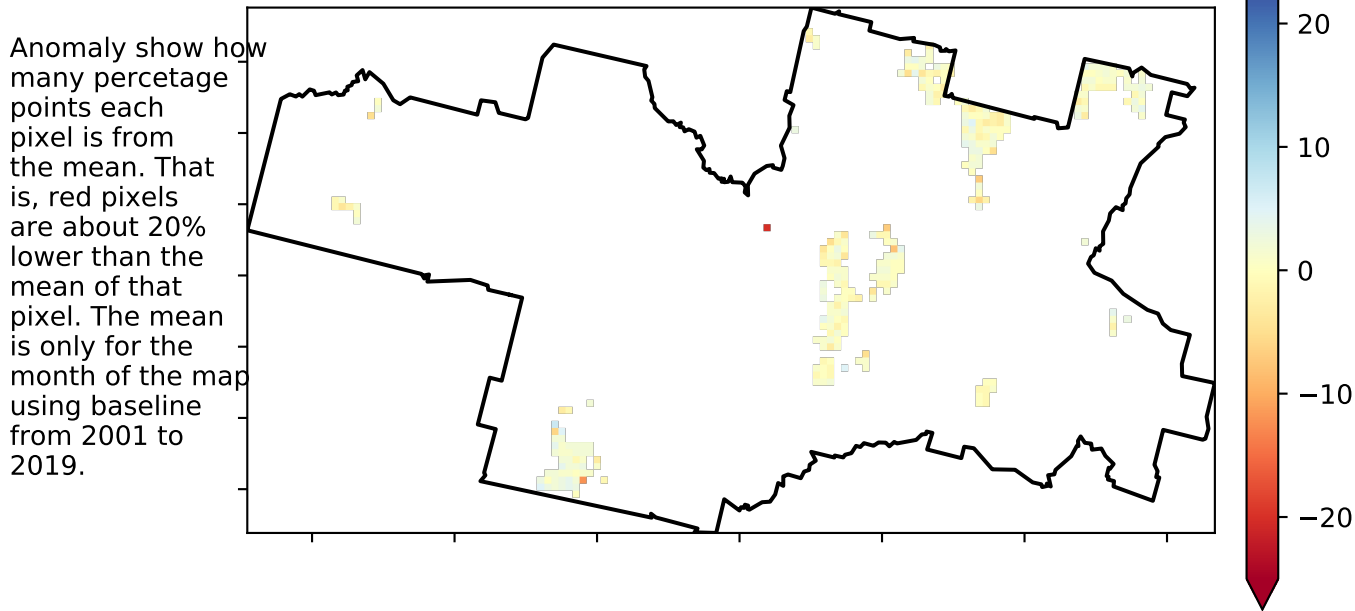 Anomaly show how
many percetage
points each
pixel is from
the mean. That
is, red pixels
are about 20%
lower than the
mean of that
pixel. The mean
is only for the
month of the map
using baseline
from 2001 to
2019.
20
10
0
−10
−20